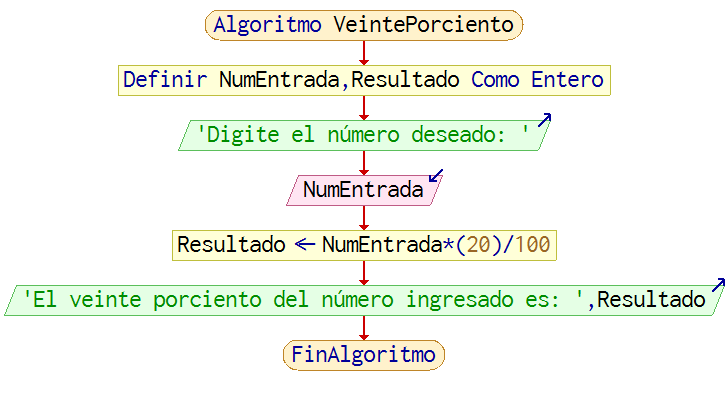 Algoritmo VeintePorciento
Definir NumEntrada,Resultado Como Entero
'Digite el número deseado: '
NumEntrada
Resultado ← NumEntrada*(20)/100
'El veinte porciento del número ingresado es: ',Resultado
FinAlgoritmo